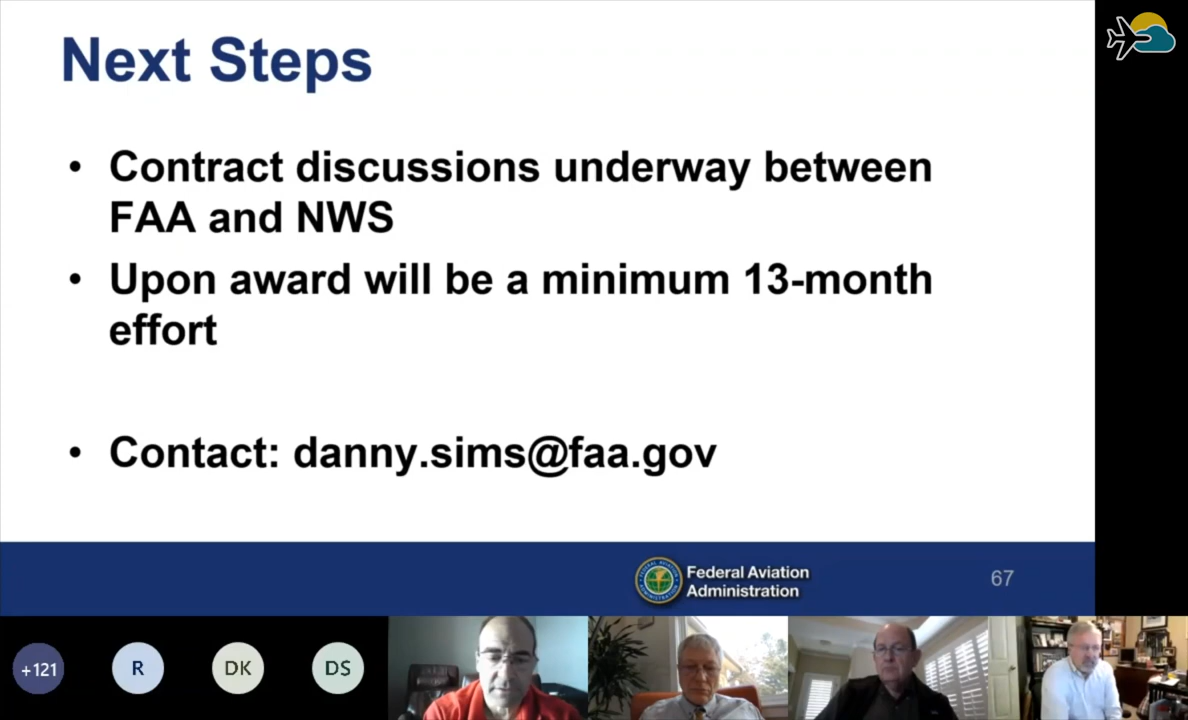 Next Steps
• Contract discussions underway between
FAA and NWS
• Upon award will be a minimum 13-month
effort
• Contact: danny.sims@faa.gov
Federal Aviation
Administration
67
+121
R
DK
DS